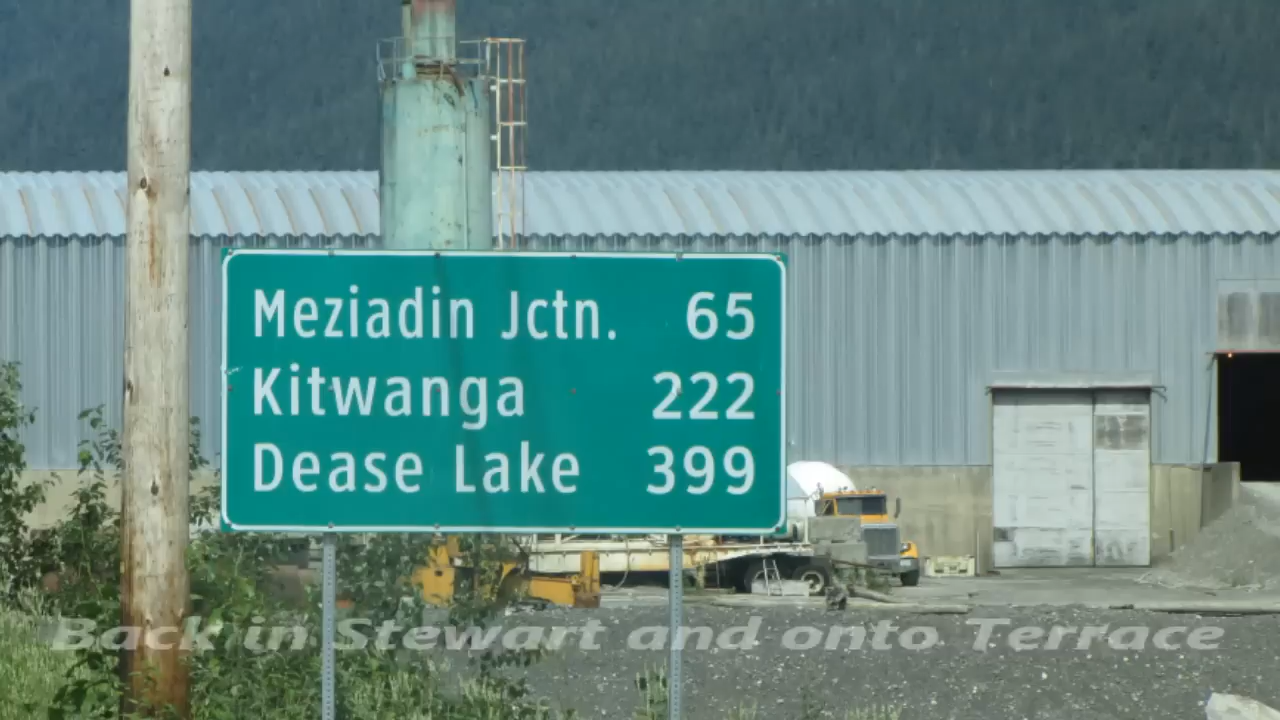 Meziadin Jctn. 65
Kitwanga 222
Dease Lake 399
Back in Stewart and onto Terrace